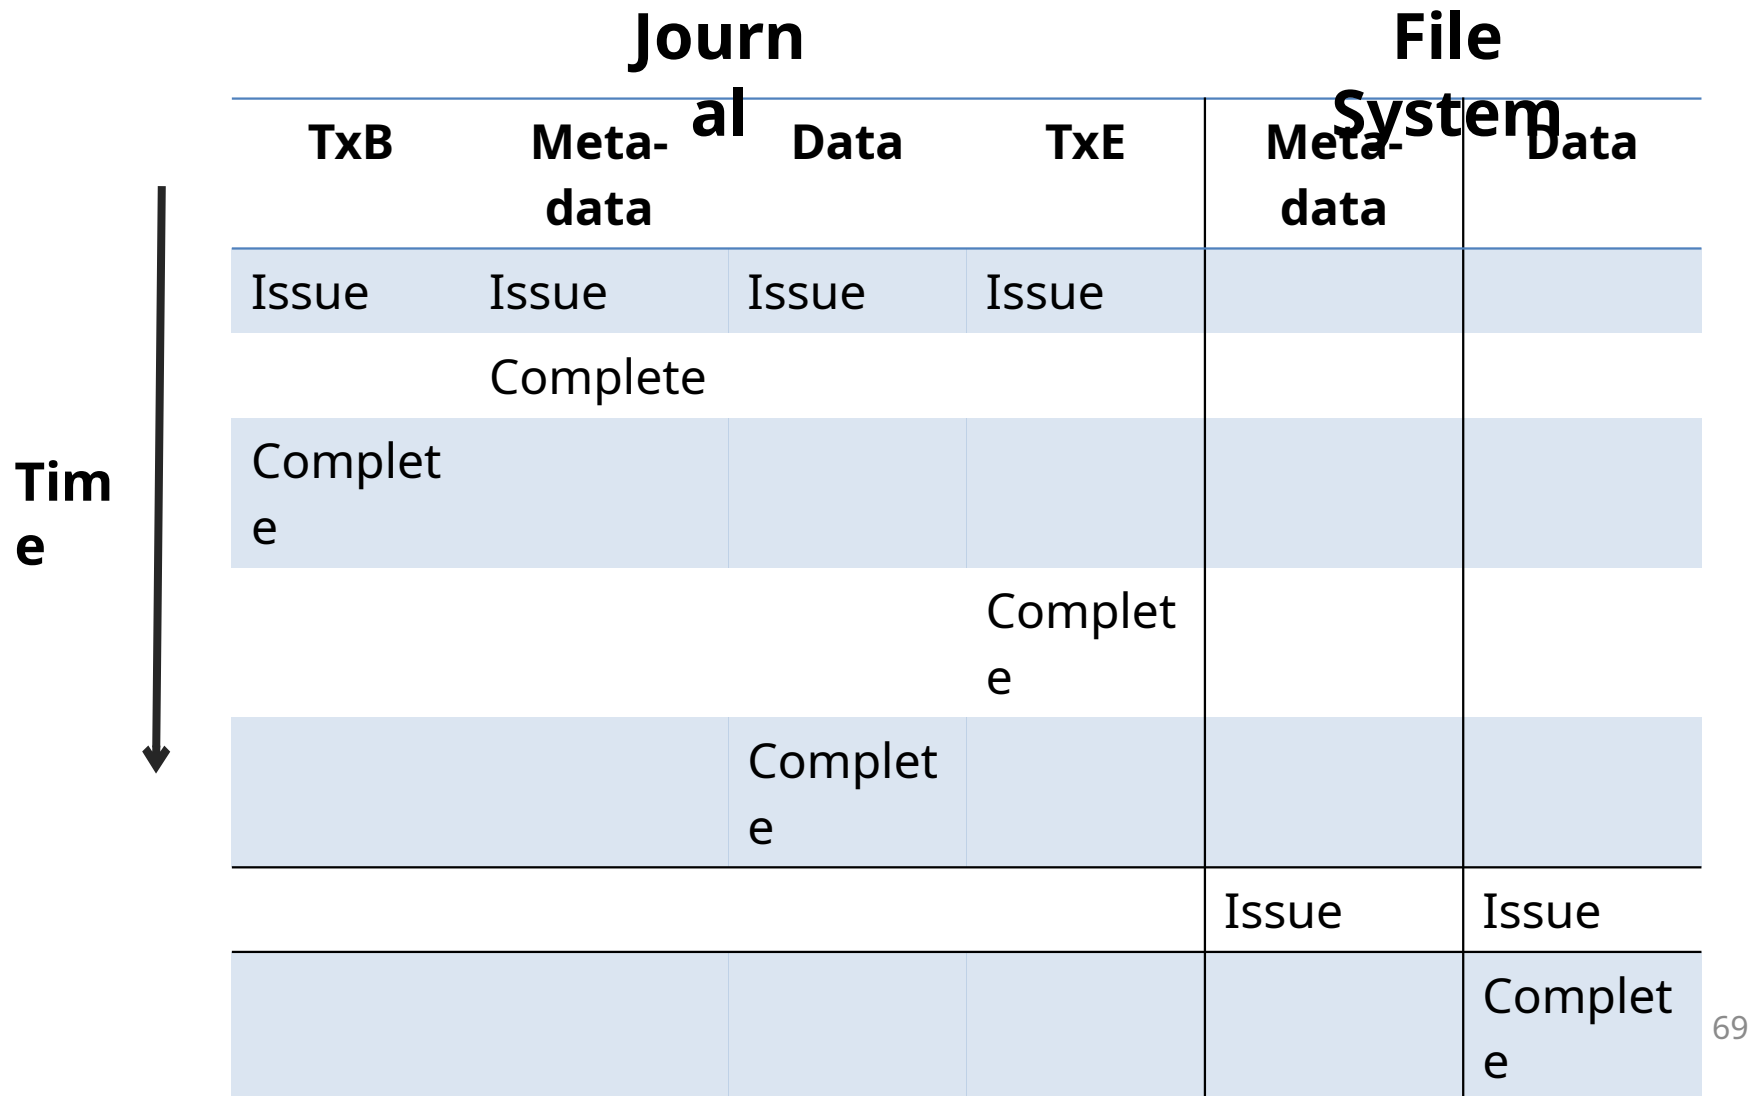 Journ
al
File
System
TxB
Meta-
data
Data
TxE
Meta-
data
Data
Issue
Issue
Issue
Issue
Complete
Complet
e
Tim
e
Complet
e
Complet
e
Issue
Issue
Complet
e
69